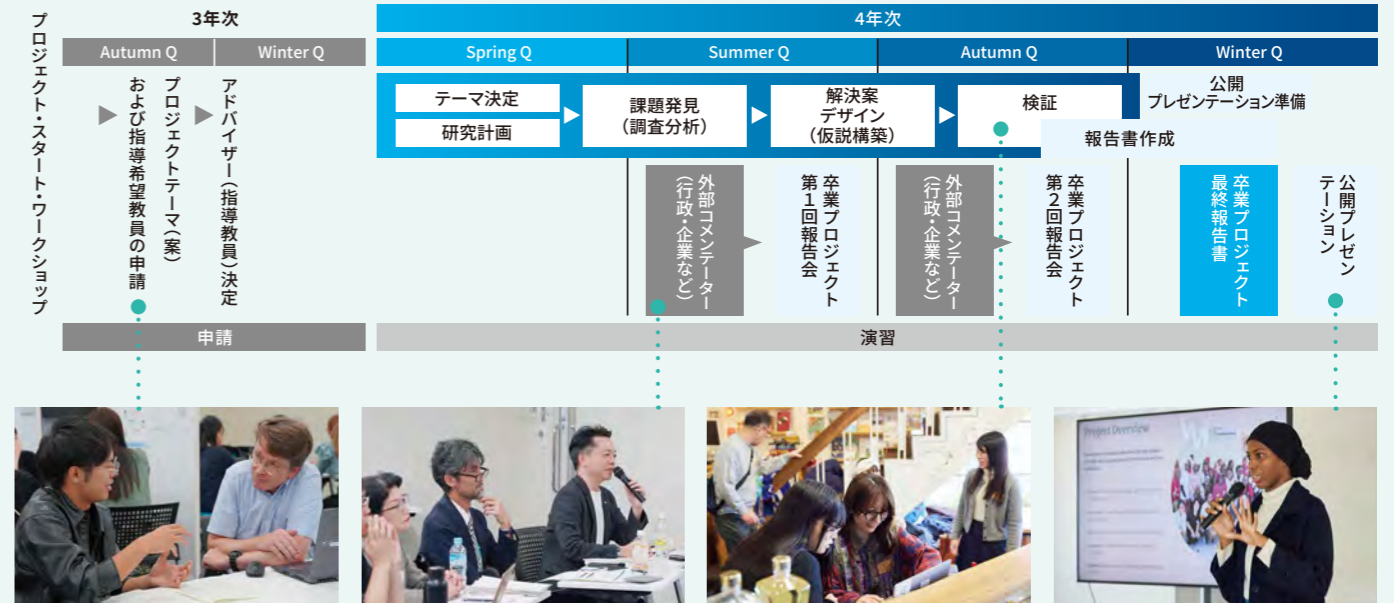 プロジェクト・スタート・ワークショップ
3年次
Autumn Q
Winter Q
プロジェクトテーマ（案）
および指導希望教員の申請
アドバイザー（指導教員）決定
申請
4年次
Spring Q
Summer Q
Autumn Q
Winter Q
テーマ決定
研究計画
課題発見
（調査分析）
解決案
デザイン
（仮説構築）
検証
公開
プレゼンテーション準備
報告書作成
外部コメンテーター
（行政・企業など）
卒業プロジェクト
第1回報告会
外部コメンテーター
（行政・企業など）
卒業プロジェクト
第2回報告会
卒業プロジェクト
最終報告書
公開プレゼン
テーション
演習
Project Overview